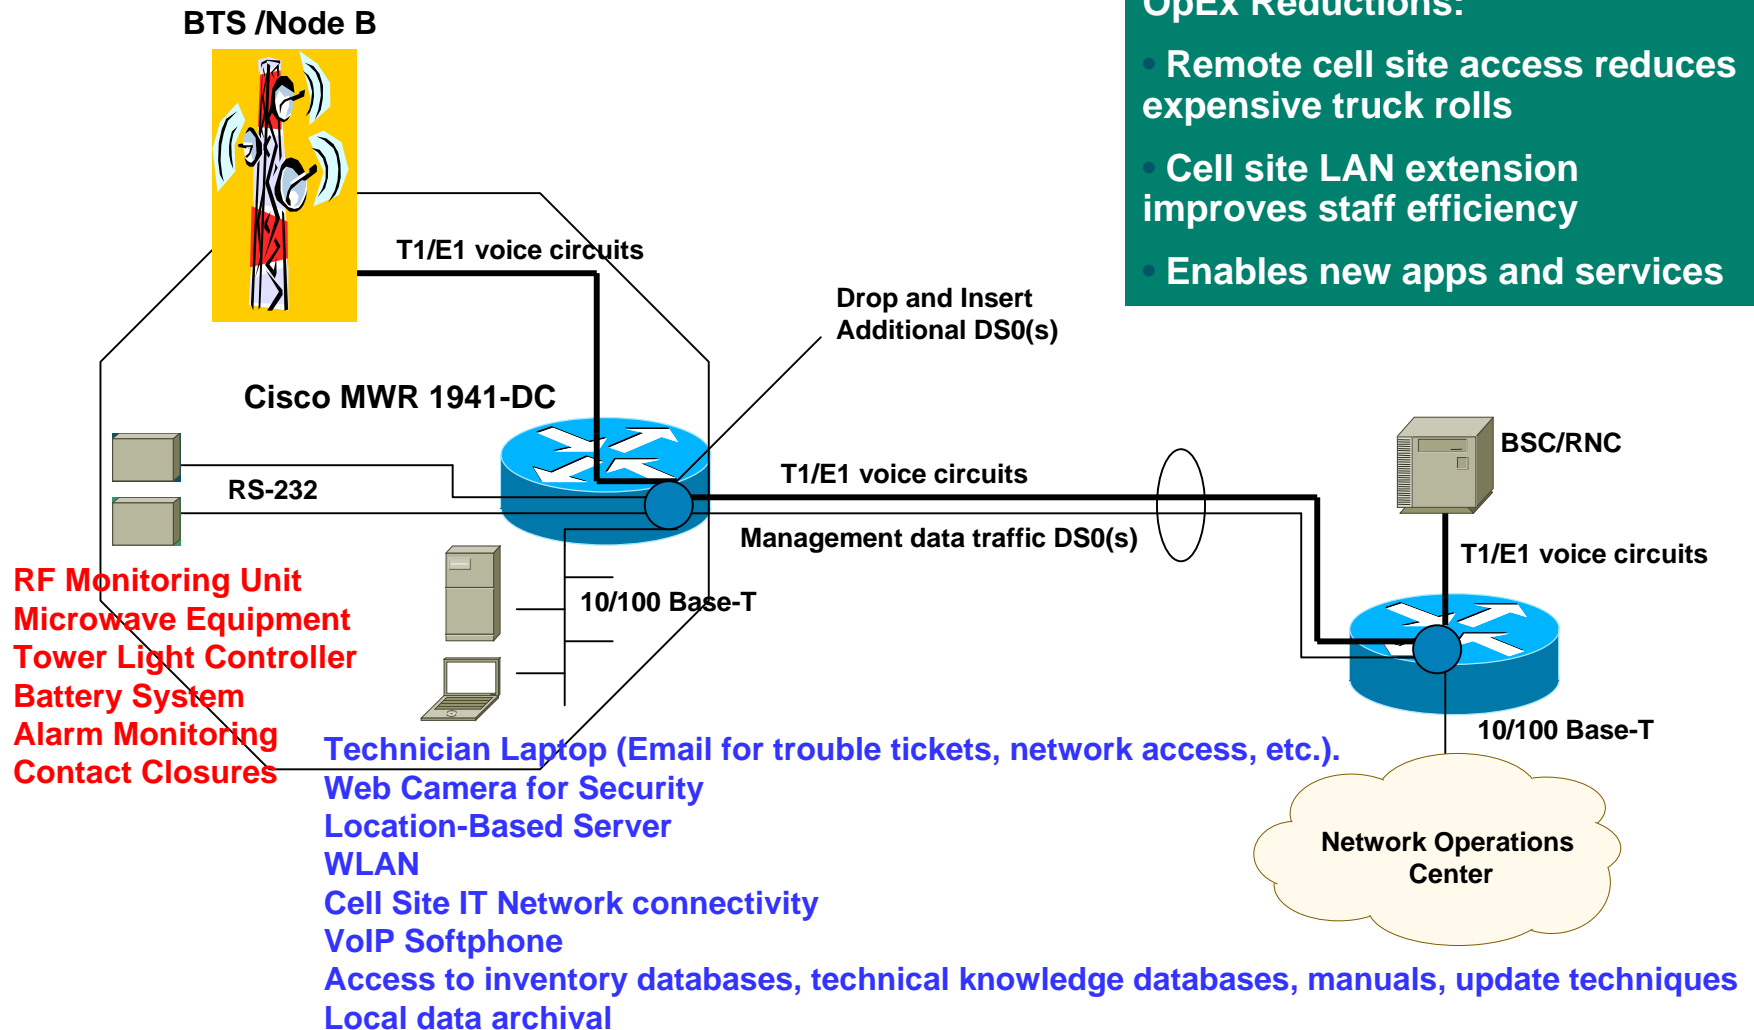 BTS /Node B
OpEx Reductions:
• Remote cell site access reduces
expensive truck rolls
• Cell site LAN extension
improves staff efficiency
• Enables new apps and services
T1/E1 voice circuits
Drop and Insert
Additional DS0(s)
Cisco MWR 1941-DC
BSC/RNC
T1/E1 voice circuits
RS-232
Management data traffic DS0(s)
T1/E1 voice circuits
10/100 Base-T
RF Monitoring Unit
Microwave Equipment
Tower Light Controller
Battery System
Alarm Monitoring
Contact Closures
10/100 Base-T
Technician Laptop (Email for trouble tickets, network access, etc.).
Web Camera for Security
Location-Based Server
WLAN
Cell Site IT Network connectivity
VoIP Softphone
Access to inventory databases, technical knowledge databases, manuals, update techniques
Local data archival
Network Operations
Center